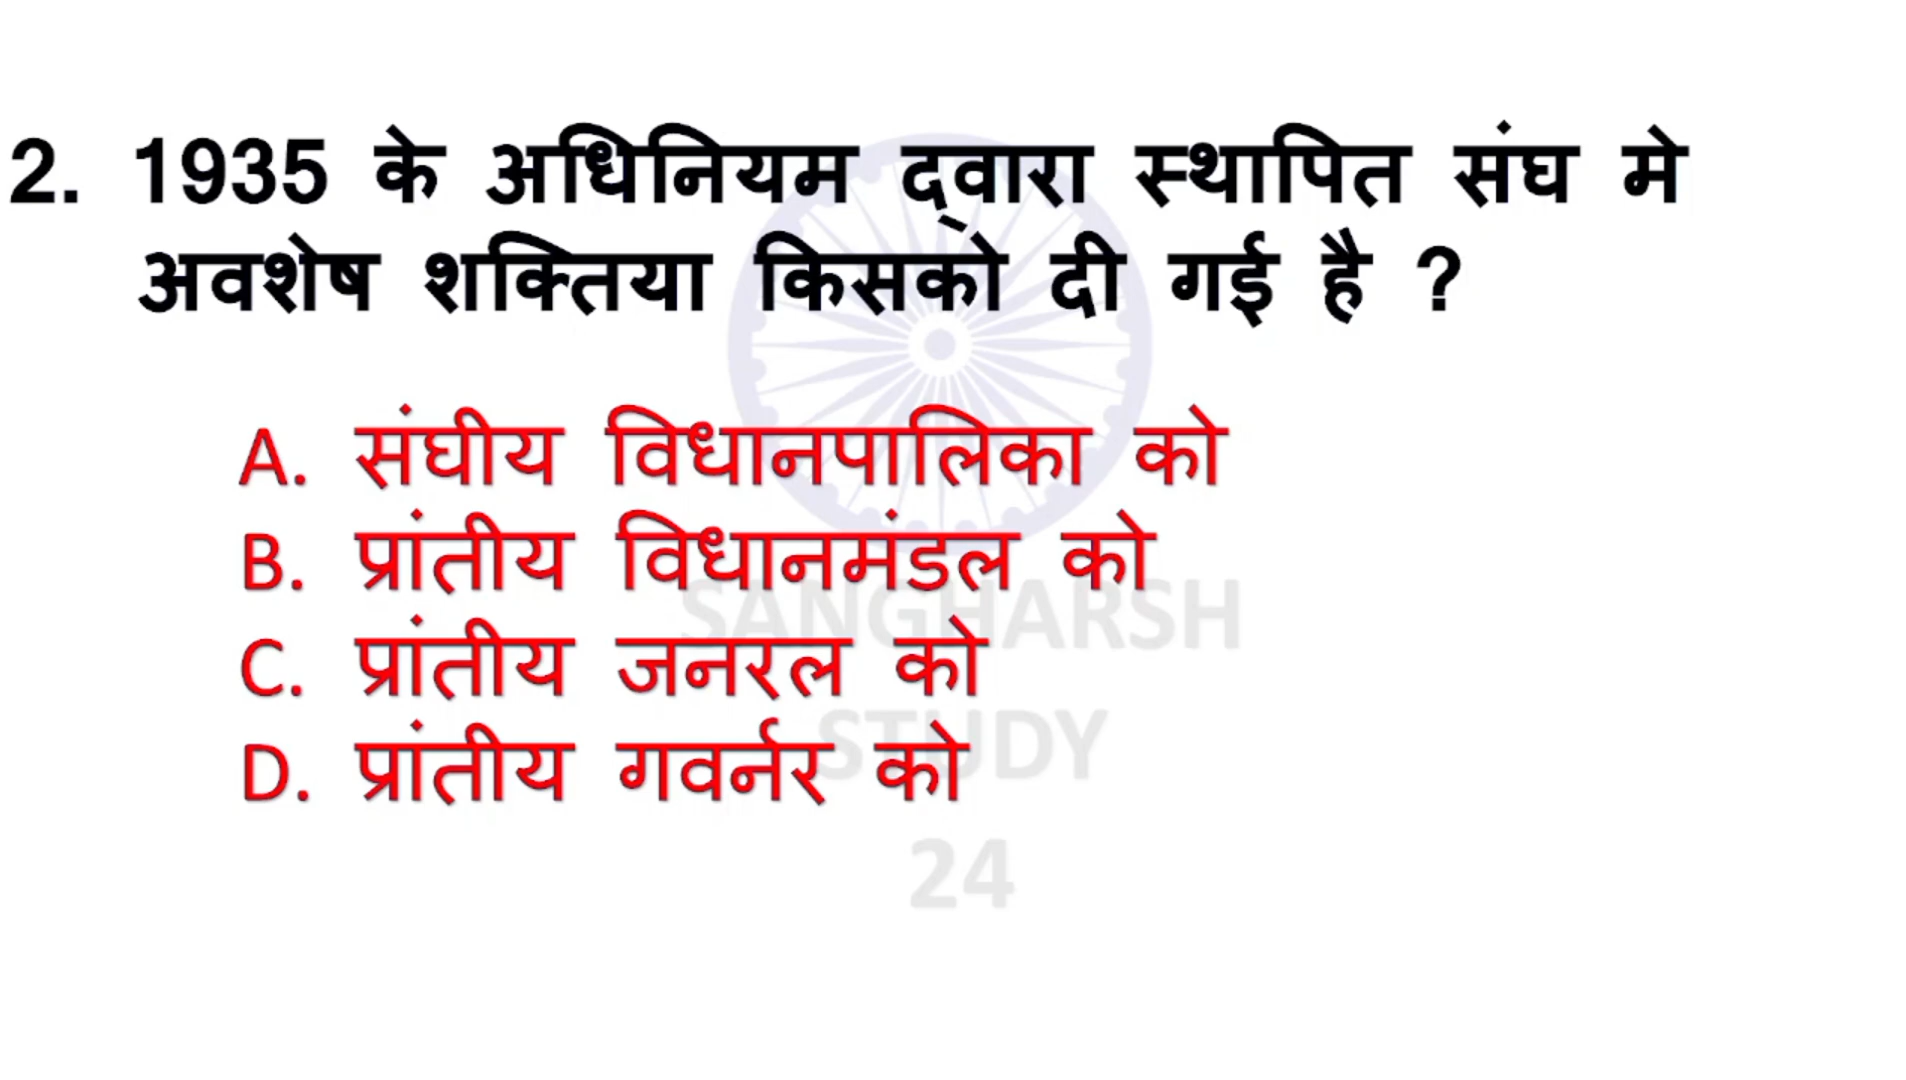 2. 1935 के अधिनियम द्वारा स्थापित संघ मे
अवशेष शक्तिया किसको दी गई है ?
A. संघीय विधानपालिका को
B. प्रांतीय विधानमंडल को
C. प्रांतीय जनरल को
D. प्रांतीय गवर्नर को
SANGHARSH
STUDY
24